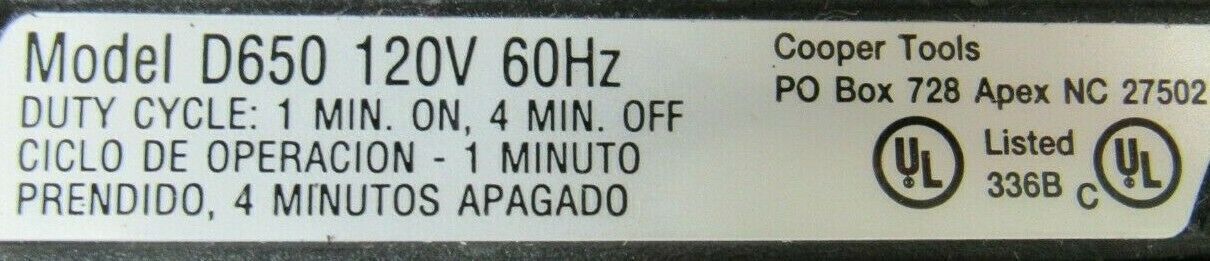 Model D650 120V 60Hz
DUTY CYCLE: 1 MIN. ON, 4 MIN. OFF
CICLO DE OPERACION - 1 MINUTO
PRENDIDO, 4 MINUTOS APAGADO
Cooper Tools
PO Box 728 Apex NC 27502
UL Listed 336B C UL